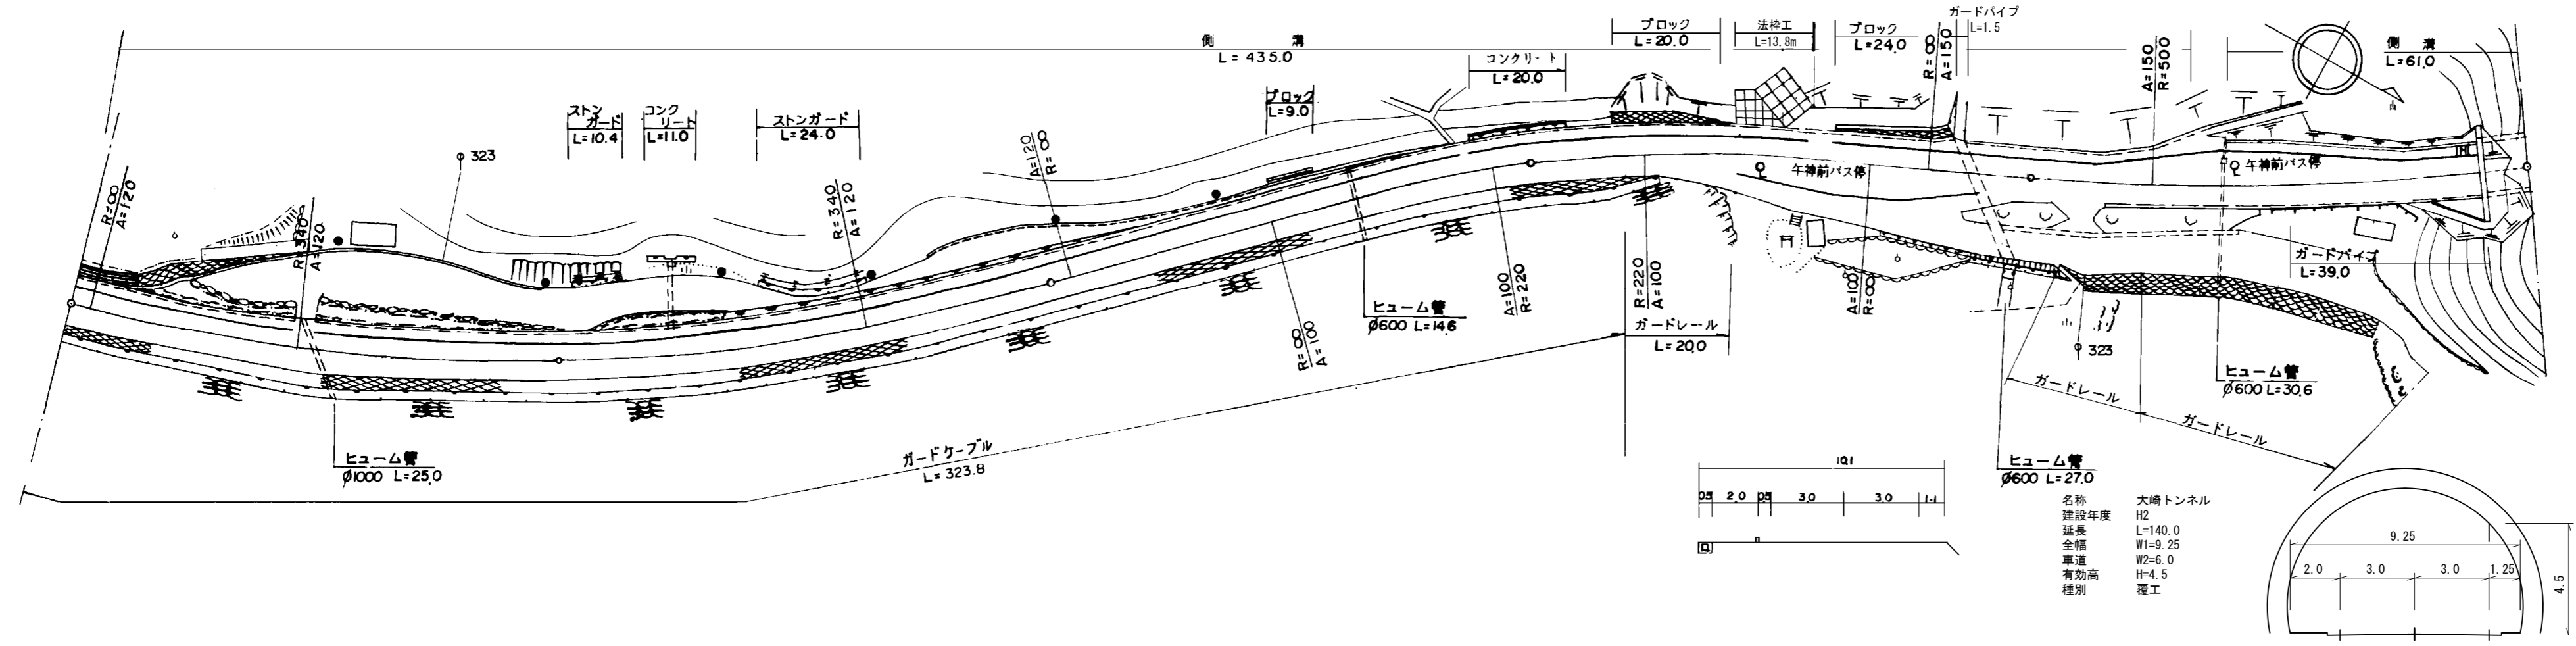 側溝
L=435.0
ブロック
L=20.0
法枠工
L=13.8m
ブロック
L=24.0
ガードパイプ
L=1.5
側溝
L=61.0
コンクリート
L=20.0
ブロック
L=9.0
ストン
ガード
L=10.4
コンク
リート
L=11.0
ストンガード
L=24.0
323
R=∞
A=120
R=340
A=120
R=340
A=120
A=120
R=∞
R=∞
A=150
A=150
R=500
午神前バス停
午神前バス停
ガードパイプ
L=39.0
R=∞
A=100
A=100
R=220
R=220
A=100
A=100
R=∞
ヒューム管
Ø600 L=14.6
ガードレール
L=20.0
323
ヒューム管
Ø600 L=30.6
ガードレール
ガードレール
ヒューム管
Ø1000 L=25.0
ガードケーブル
L=323.8
ヒューム管
Ø600 L=27.0
10.1
0.5 2.0 0.5 3.0 3.0 1.1
名称 大崎トンネル
建設年度 H2
延長 L=140.0
全幅 W1=9.25
車道 W2=6.0
有効高 H=4.5
種別 覆工
9.25
2.0 3.0 3.0 1.25
4.5